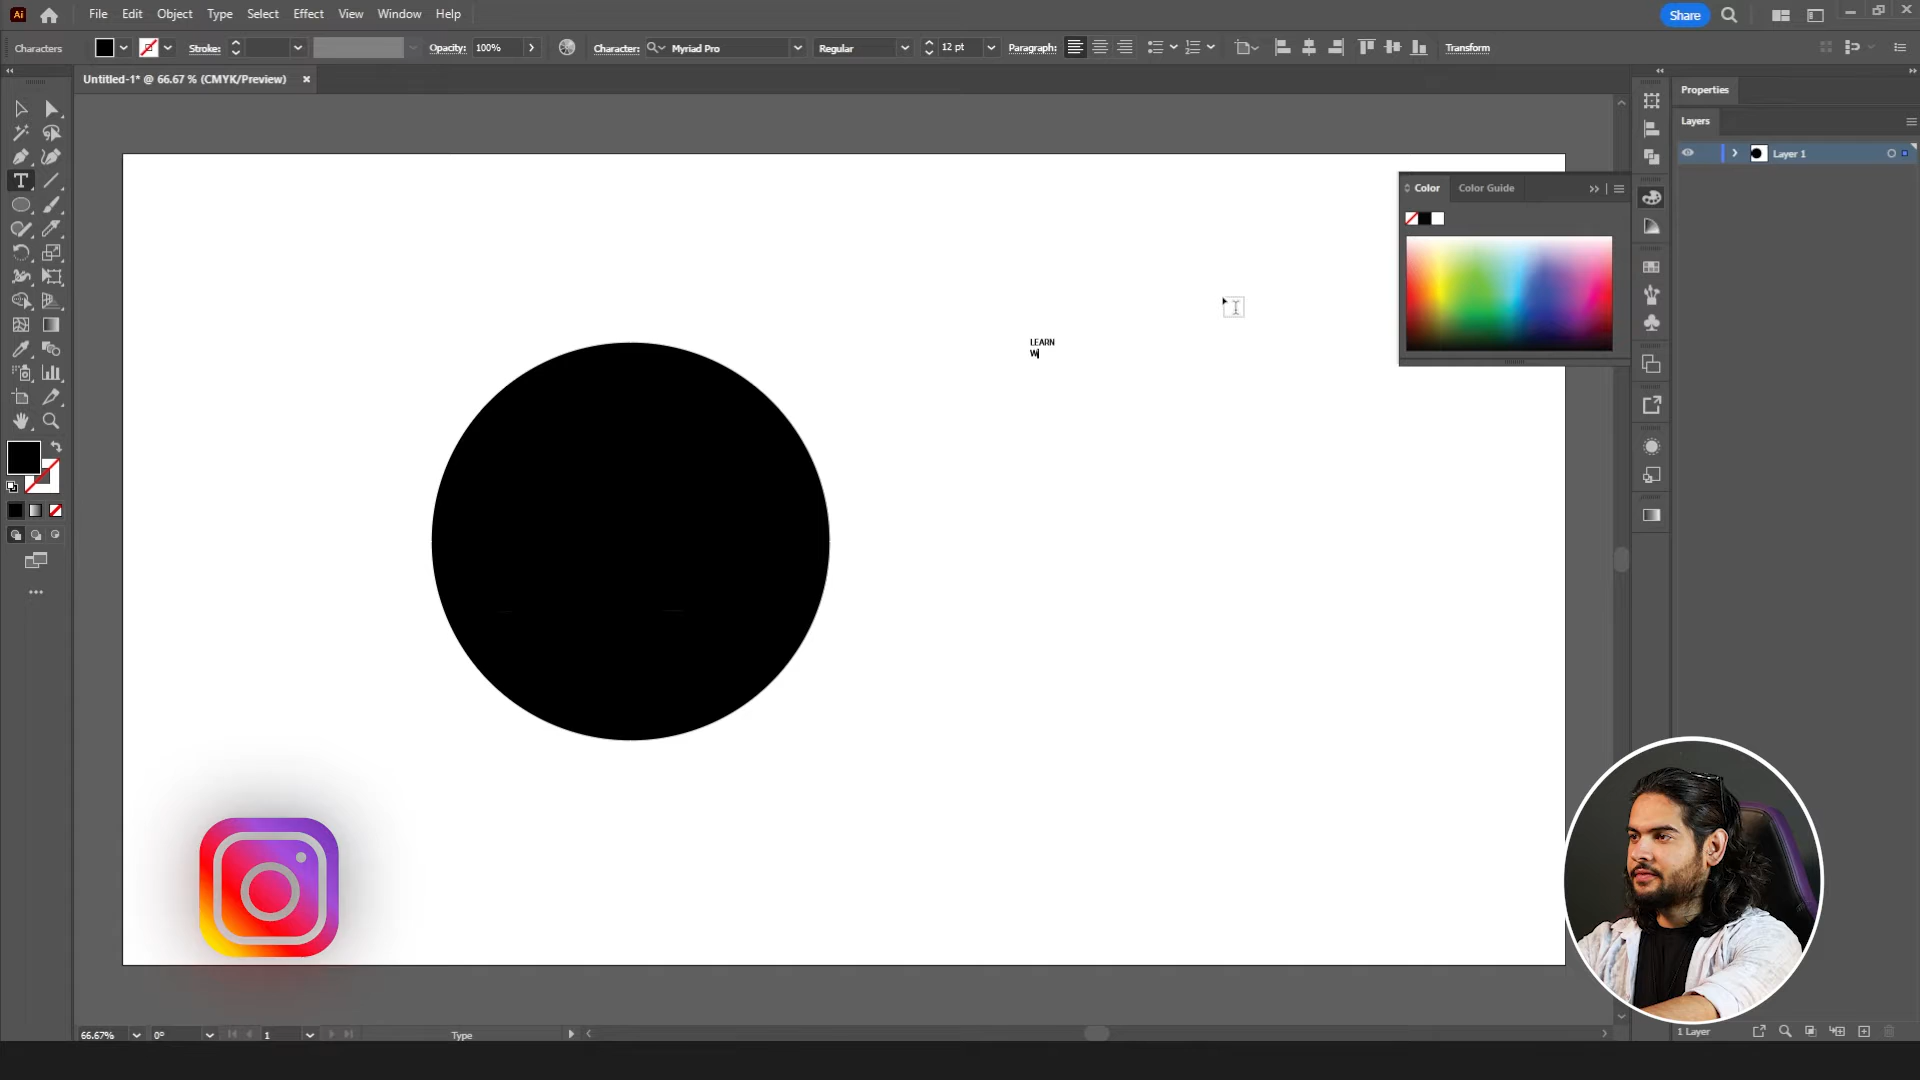 Ai File Edit Object Type Select Effect View Window Help Share
Characters Stroke: Opacity: 100% Character: Myriad Pro Regular 12 pt Paragraph: Transform
Untitled-1* @ 66.67 % (CMYK/Preview)
Properties
Layers
Layer 1
Color Color Guide
LEARN
W
66.67% 0° 1 Type
1 Layer